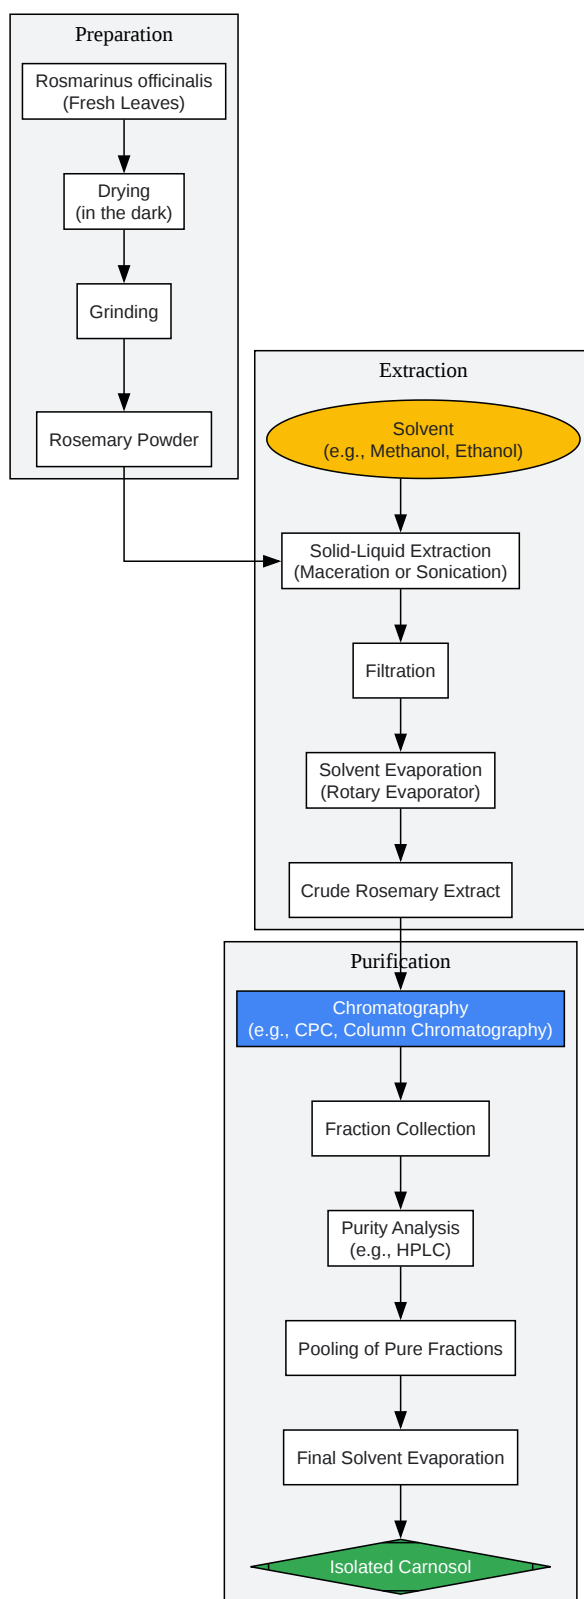 Preparation
Rosmarinus officinalis
(Fresh Leaves)
Drying
(in the dark)
Grinding
Rosemary Powder
Extraction
Solvent
(e.g., Methanol, Ethanol)
Solid-Liquid Extraction
(Maceration or Sonication)
Filtration
Solvent Evaporation
(Rotary Evaporator)
Crude Rosemary Extract
Purification
Chromatography
(e.g., CPC, Column Chromatography)
Fraction Collection
Purity Analysis
(e.g., HPLC)
Pooling of Pure Fractions
Final Solvent Evaporation
Isolated Carnosol